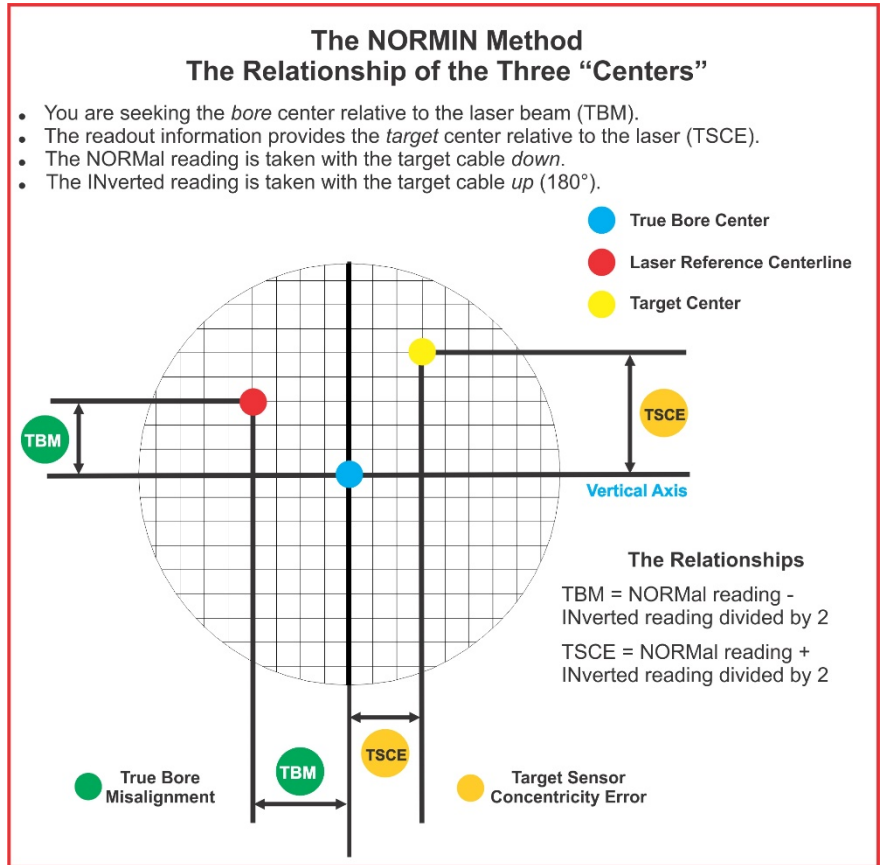 The NORMIN Method
The Relationship of the Three “Centers”
• You are seeking the bore center relative to the laser beam (TBM).
• The readout information provides the target center relative to the laser (TSCE).
• The NORMal reading is taken with the target cable down.
• The INverted reading is taken with the target cable up (180°).
True Bore Center
Laser Reference Centerline
Target Center
TBM
TSCE
Vertical Axis
The Relationships
TBM = NORMal reading -
INverted reading divided by 2
TSCE = NORMal reading +
INverted reading divided by 2
TSCE
TBM
True Bore
Misalignment
Target Sensor
Concentricity Error